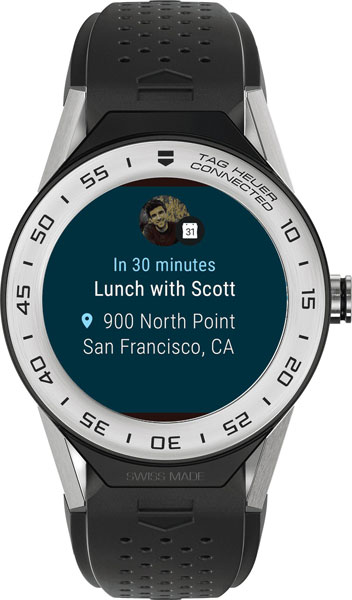 TAG HEUER
CONNECTED
55
50
45
40
35
30
25
20
15
10
31
In 30 minutes
Lunch with Scott
900 North Point
San Francisco, CA
SWISS MADE